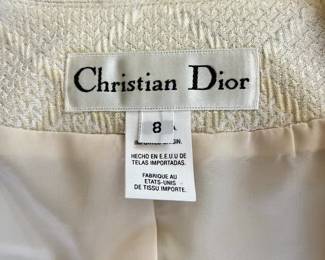 Christian Dior
8
HECHO EN E.E.U.U DE
TELAS IMPORTADAS.
FABRIQUE AU
ETATS-UNIS
DE TISSU IMPORTE.